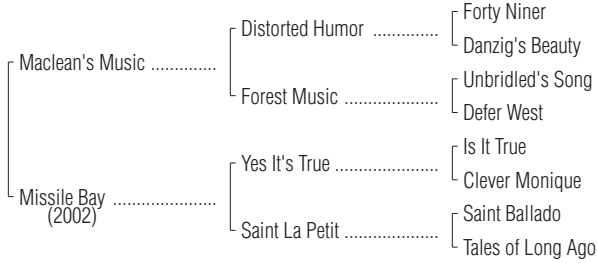 Forty Niner
Distorted Humor ..............
Danzig's Beauty
Maclean's Music ..............
Unbridled's Song
Forest Music ....................
Defer West
Is It True
Yes It's True ......................
Clever Monique
Missile Bay ......................
(2002)
Saint Ballado
Saint La Petit ....................
Tales of Long Ago